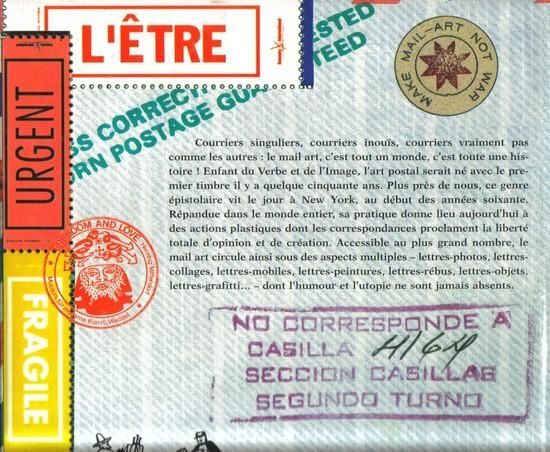 L'ÊTRE
URGENT
FRAGILE
ESTED
SS CORRECT
TEED
RN POSTAGE GUA
MAKE MAIL-ART NOT WAR
Courriers singuliers, courriers inouïs, courriers vraiment pas
comme les autres : le mail art, c'est tout un monde, c'est toute une his-
toire ! Enfant du Verbe et de l'Image, l'art postal serait né avec le pre-
mier timbre il y a quelque cinquante ans. Plus près de nous, ce genre
épistolaire vit le jour à New York, au début des années soixante.
Répandue dans le monde entier, sa pratique donne lieu aujourd'hui à
des actions plastiques dont les correspondances proclament la liberté
totale d'opinion et de création. Accessible au plus grand nombre, le
mail art circule ainsi sous des aspects multiples – lettres-photos, lettres-
collages, lettres-mobiles, lettres-peintures, lettres-rébus, lettres-objets,
lettres-grafitti... – dont l'humour et l'utopie ne sont jamais absents.
DOM AND LOVE
NO CORRESPONDE A
CASILLA 4164
SECCION CASILLAS
SEGUNDO TURNO